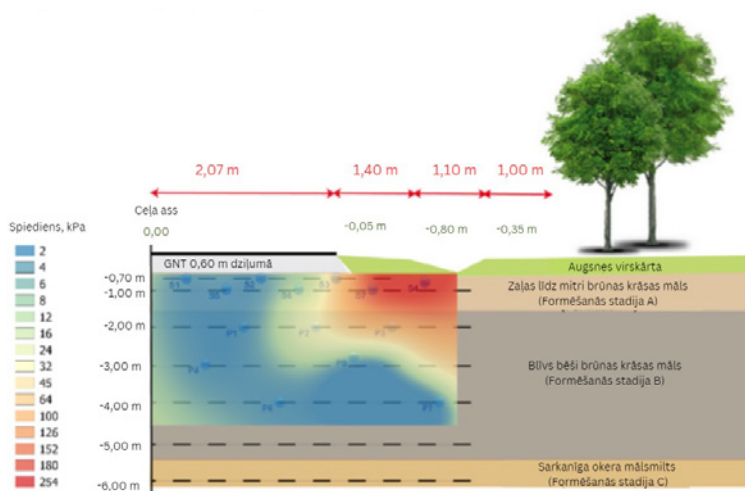 2,07 m
1,40 m
1,10 m
1,00 m
Ceļa ass
0,00
-0,05 m
-0,80 m
-0,35 m
Spiediens, kPa
2
4
6
8
12
16
24
32
45
64
100
126
152
180
254
GNT 0,60 m dziļumā
Augsnes virskārta
-0,70 m
-1,00 m
-2,00 m
-3,00 m
-4,00 m
-5,00 m
-6,00 m
Zaļas līdz mitri brūnas krāsas māls
(Formēšanās stadija A)
Blīvs bēši brūnas krāsas māls
(Formēšanās stadija B)
Sarkanīga okera mālsmilts
(Formēšanās stadija C)